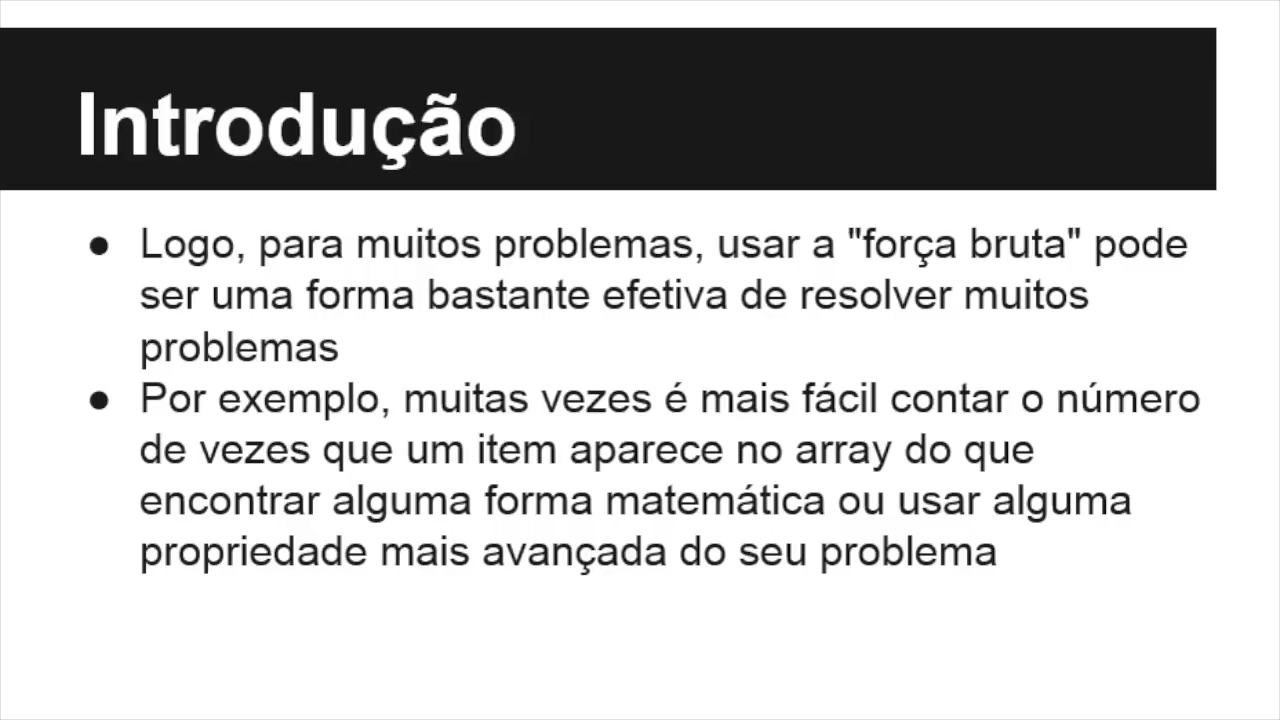 Introdução
● Logo, para muitos problemas, usar a "força bruta" pode
ser uma forma bastante efetiva de resolver muitos
problemas
● Por exemplo, muitas vezes é mais fácil contar o número
de vezes que um item aparece no array do que
encontrar alguma forma matemática ou usar alguma
propriedade mais avançada do seu problema